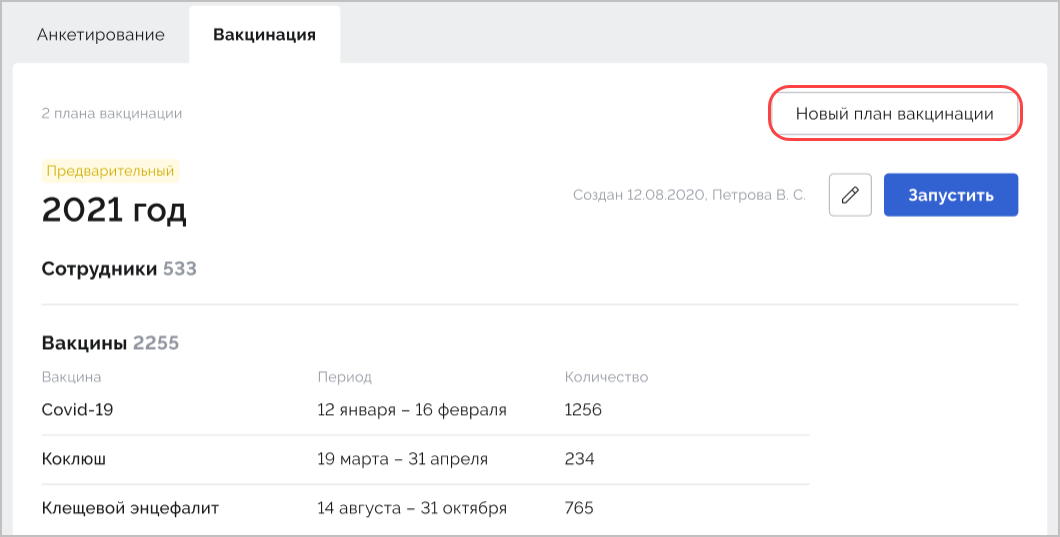 Анкетирование Вакцинация
2 плана вакцинации Новый план вакцинации
Предварительный
2021 год Создан 12.08.2020, Петрова В. С. Запустить
Сотрудники 533
Вакцины 2255
Вакцина Период Количество
Covid-19 12 января – 16 февраля 1256
Коклюш 19 марта – 31 апреля 234
Клещевой энцефалит 14 августа – 31 октября 765